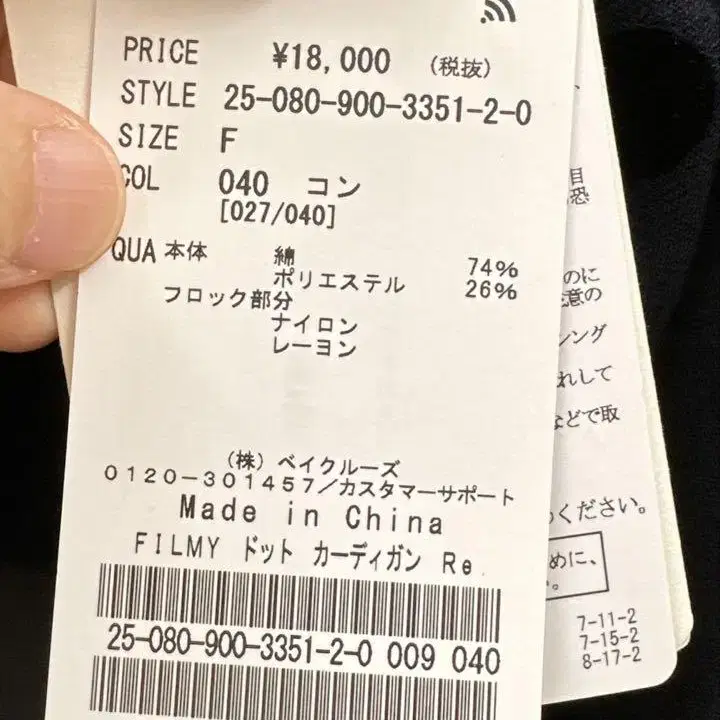 PRICE ¥18,000 (税抜)
STYLE 25-080-900-3351-2-0
SIZE F
COL 040 コン
[027/040]
QUA 本体 綿 74%
ポリエステル 26%
フロック部分
ナイロン
レーヨン
(株) ベイクルーズ
0120-301457/カスタマーサポート
Made in China
FILMY ドット カーディガン Re
25-080-900-3351-2-0 009 040
目
恐
のに
意の
シング
れして
などで取
ください。
めに、
。
7-11-2
7-15-2
8-17-2